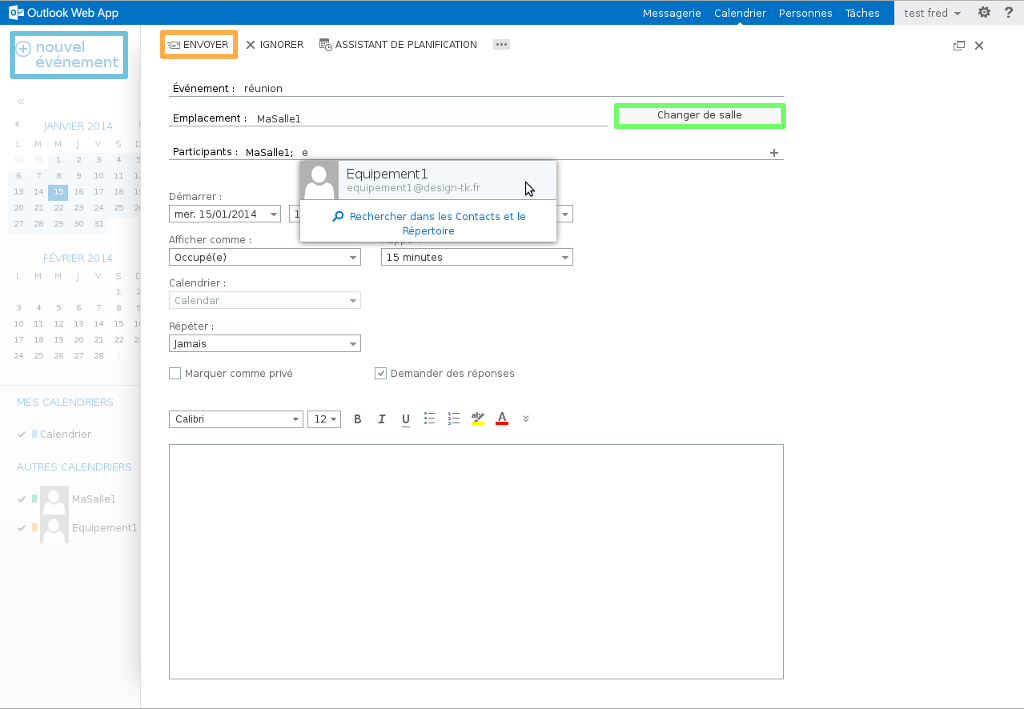 Outlook Web App
Messagerie Calendrier Personnes Tâches test fred ?
nouvel
événement
ENVOYER IGNORER ASSISTANT DE PLANIFICATION
Événement : réunion
Emplacement : MaSalle1 Changer de salle
Participants : MaSalle1; e
Equipement1
equipement1@design-tk.fr
Rechercher dans les Contacts et le
Répertoire
Démarrer :
mer. 15/01/2014 1
Afficher comme :
Occupé(e) 15 minutes
Calendrier :
Calendar
Répéter :
Jamais
Marquer comme privé Demander des réponses
Calibri 12 B I U aby A
«
JANVIER 2014
L M M J V S D
30 31 1 2 3 4 5
6 7 8 9 10 11 12
13 14 15 16 17 18 19
20 21 22 23 24 25 26
27 28 29 30 31
FÉVRIER 2014
L M M J V S D
1 2
3 4 5 6 7 8 9
10 11 12 13 14 15 16
17 18 19 20 21 22 23
24 25 26 27 28 1 2
MES CALENDRIERS
Calendrier
AUTRES CALENDRIERS
MaSalle1
Equipement1